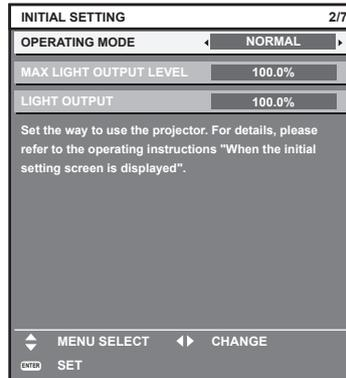 INITIAL SETTING 2/7
OPERATING MODE NORMAL
MAX LIGHT OUTPUT LEVEL 100.0%
LIGHT OUTPUT 100.0%
Set the way to use the projector. For details, please
refer to the operating instructions "When the initial
setting screen is displayed".
MENU SELECT CHANGE
ENTER SET